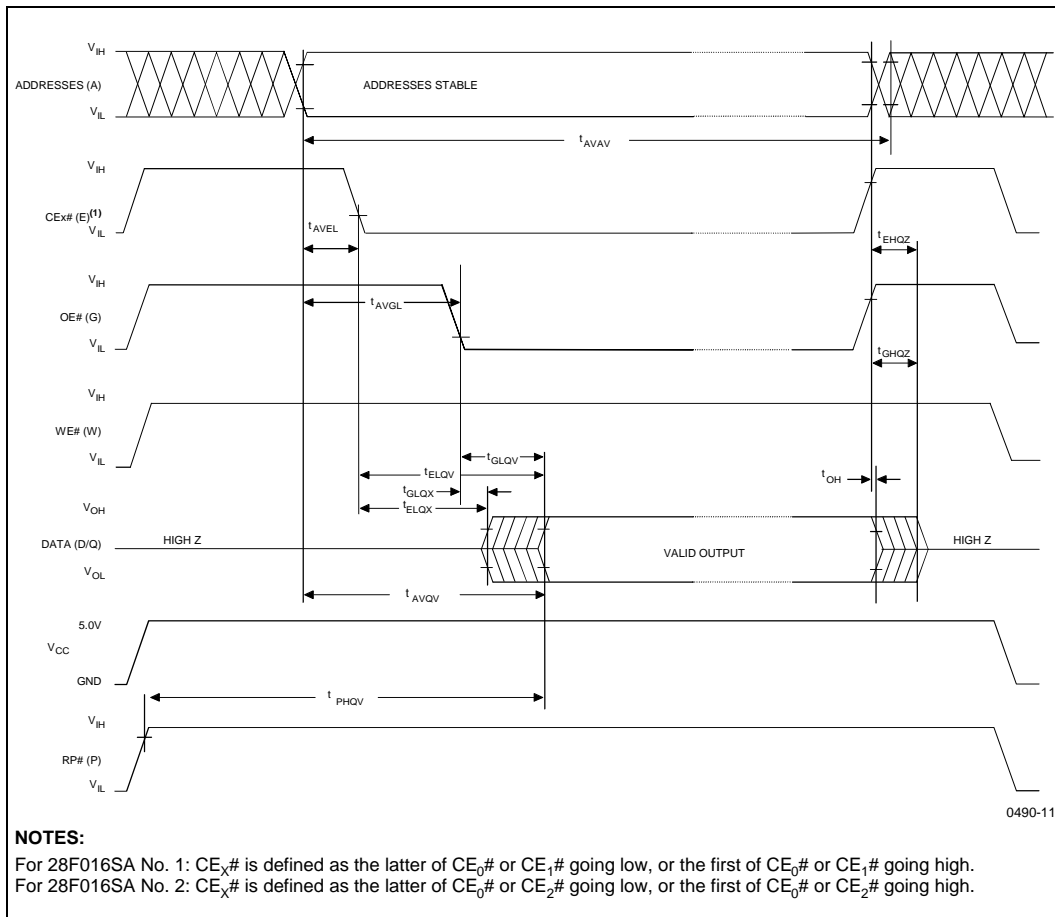 VIH
ADDRESSES (A)
ADDRESSES STABLE
VIL
tAVAV
VIH
CEx# (E)(1)
VIL
tAVEL
tEHQZ
VIH
tAVGL
OE# (G)
VIL
tGHQZ
VIH
WE# (W)
VIL
tGLQV
tELQV
tGLQX
tELQX
tOH
VOH
DATA (D/Q)
HIGH Z
VALID OUTPUT
HIGH Z
VOL
tAVQV
5.0V
VCC
GND
t PHQV
VIH
RP# (P)
VIL
0490-11
NOTES:
For 28F016SA No. 1: CEX# is defined as the latter of CE0# or CE1# going low, or the first of CE0# or CE1# going high.
For 28F016SA No. 2: CEX# is defined as the latter of CE0# or CE2# going low, or the first of CE0# or CE2# going high.